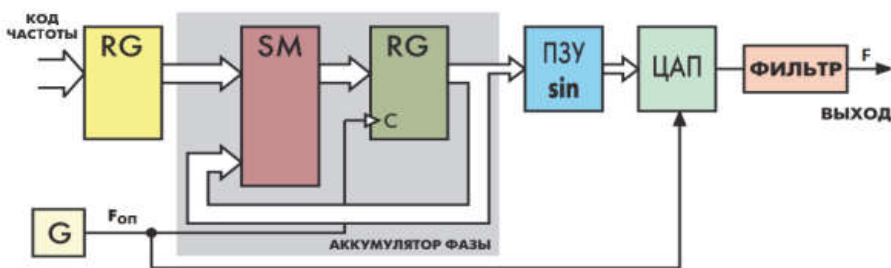 КОД
ЧАСТОТЫ
RG
SM
RG
C
ПЗУ
sin
ЦАП
ФИЛЬТР
F
ВЫХОД
G
Fоп
АККУМУЛЯТОР ФАЗЫ